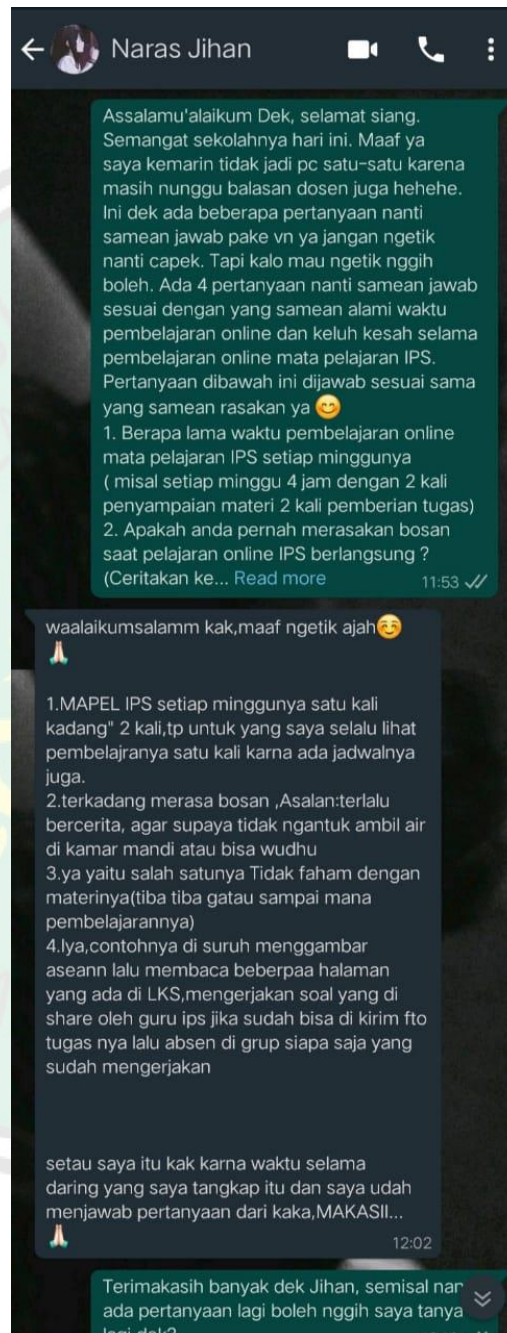 Naras Jihan
Assalamu'alaikum Dek, selamat siang.
Semangat sekolahnya hari ini. Maaf ya
saya kemarin tidak jadi pc satu-satu karena
masih nunggu balasan dosen juga hehehe.
Ini dek ada beberapa pertanyaan nanti
samean jawab pake vn ya jangan ngetik
nanti capek. Tapi kalo mau ngetik nggih
boleh. Ada 4 pertanyaan nanti samean jawab
sesuai dengan yang samean alami waktu
pembelajaran online dan keluh kesah selama
pembelajaran online mata pelajaran IPS.
Pertanyaan dibawah ini dijawab sesuai sama
yang samean rasakan ya 😊
1. Berapa lama waktu pembelajaran online
mata pelajaran IPS setiap minggunya
( misal setiap minggu 4 jam dengan 2 kali
penyampaian materi 2 kali pemberian tugas)
2. Apakah anda pernah merasakan bosan
saat pelajaran online IPS berlangsung ?
(Ceritakan ke... Read more 11:53
waalaikumsalamm kak,maaf ngetik ajah☺️
🙏🏻
1.MAPEL IPS setiap minggunya satu kali
kadang" 2 kali,tp untuk yang saya selalu lihat
pembelajranya satu kali karna ada jadwalnya
juga.
2.terkadang merasa bosan ,Asalan:terlalu
bercerita, agar supaya tidak ngantuk ambil air
di kamar mandi atau bisa wudhu
3.ya yaitu salah satunya Tidak faham dengan
materinya(tiba tiba gatau sampai mana
pembelajarannya)
4.Iya,contohnya di suruh menggambar
aseann lalu membaca beberpaa halaman
yang ada di LKS,mengerjakan soal yang di
share oleh guru ips jika sudah bisa di kirim fto
tugas nya lalu absen di grup siapa saja yang
sudah mengerjakan
setau saya itu kak karna waktu selama
daring yang saya tangkap itu dan saya udah
menjawab pertanyaan dari kaka,MAKASII...
🙏🏻 12:02
Terimakasih banyak dek Jihan, semisal
ada pertanyaan lagi boleh nggih saya tanya
lagi dek?